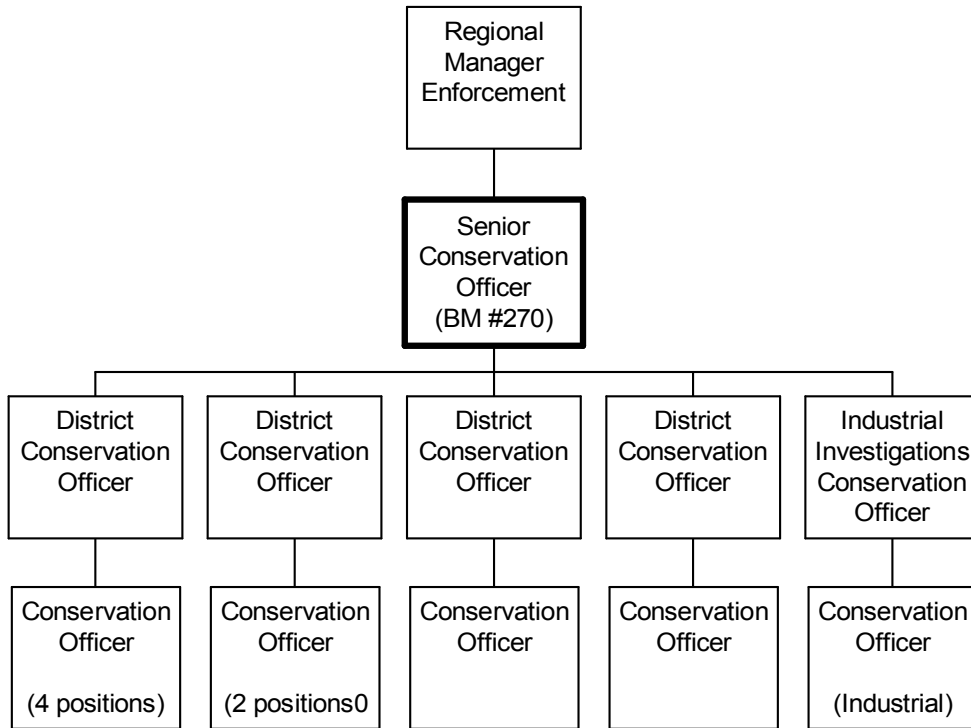 Regional
Manager
Enforcement
Senior
Conservation
Officer
(BM #270)
District
Conservation
Officer
District
Conservation
Officer
District
Conservation
Officer
District
Conservation
Officer
Industrial
Investigations
Conservation
Officer
Conservation
Officer
(4 positions)
Conservation
Officer
(2 positions0
Conservation
Officer
Conservation
Officer
Conservation
Officer
(Industrial)